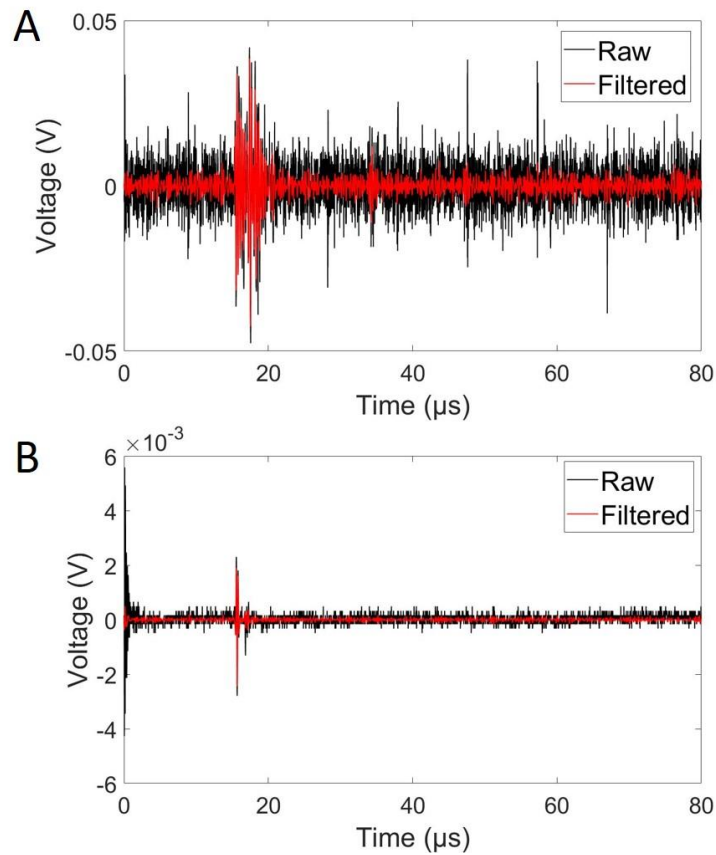 A
0.05
Raw
Filtered
Voltage (V)
0
-0.05
0 20 40 60 80
Time (µs)
B
×10⁻³
6
Raw
Filtered
4
2
Voltage (V)
0
-2
-4
-6
0 20 40 60 80
Time (µs)